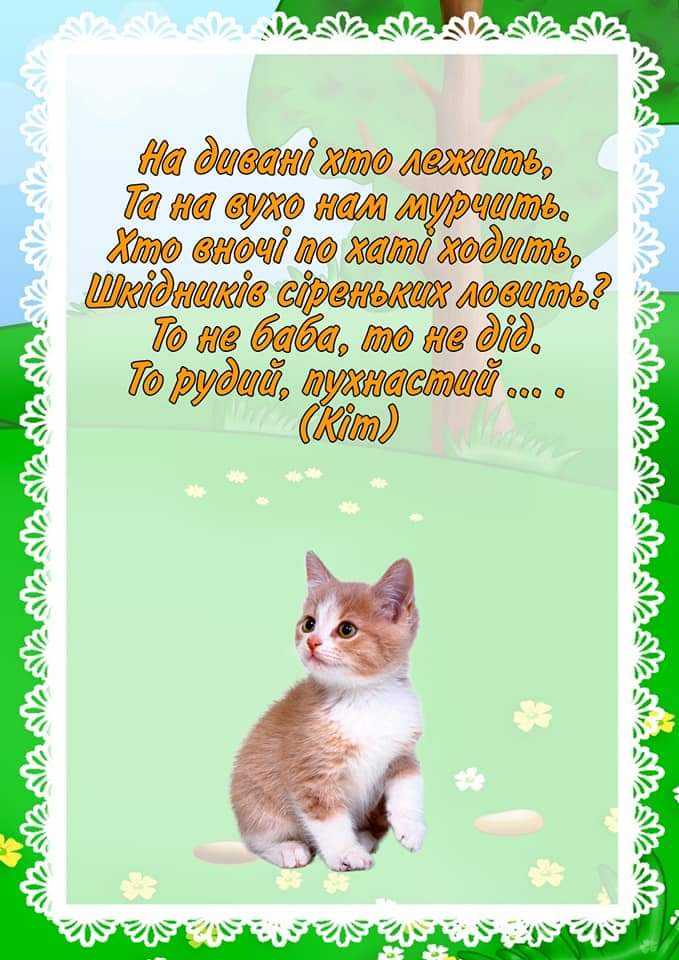 На дивані хто лежить,
Та на вухо нам мурчить.
Хто вночі по хаті ходить,
Шкідників сіреньких ловить?
То не баба, то не дід.
То рудий, пухнастий ... .
(Кіт)